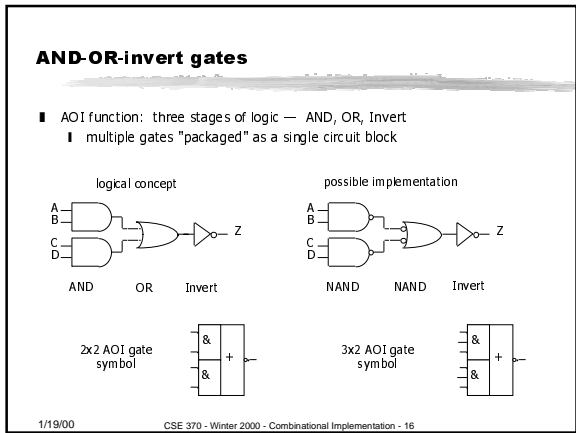 AND-OR-invert gates
AOI function: three stages of logic — AND, OR, Invert
multiple gates "packaged" as a single circuit block
logical concept
possible implementation
A
B
C
D
Z
A
B
C
D
Z
AND OR Invert
NAND NAND Invert
2x2 AOI gate
symbol
&
&
+
3x2 AOI gate
symbol
&
&
+
1/19/00
CSE 370 - Winter 2000 - Combinational Implementation - 16